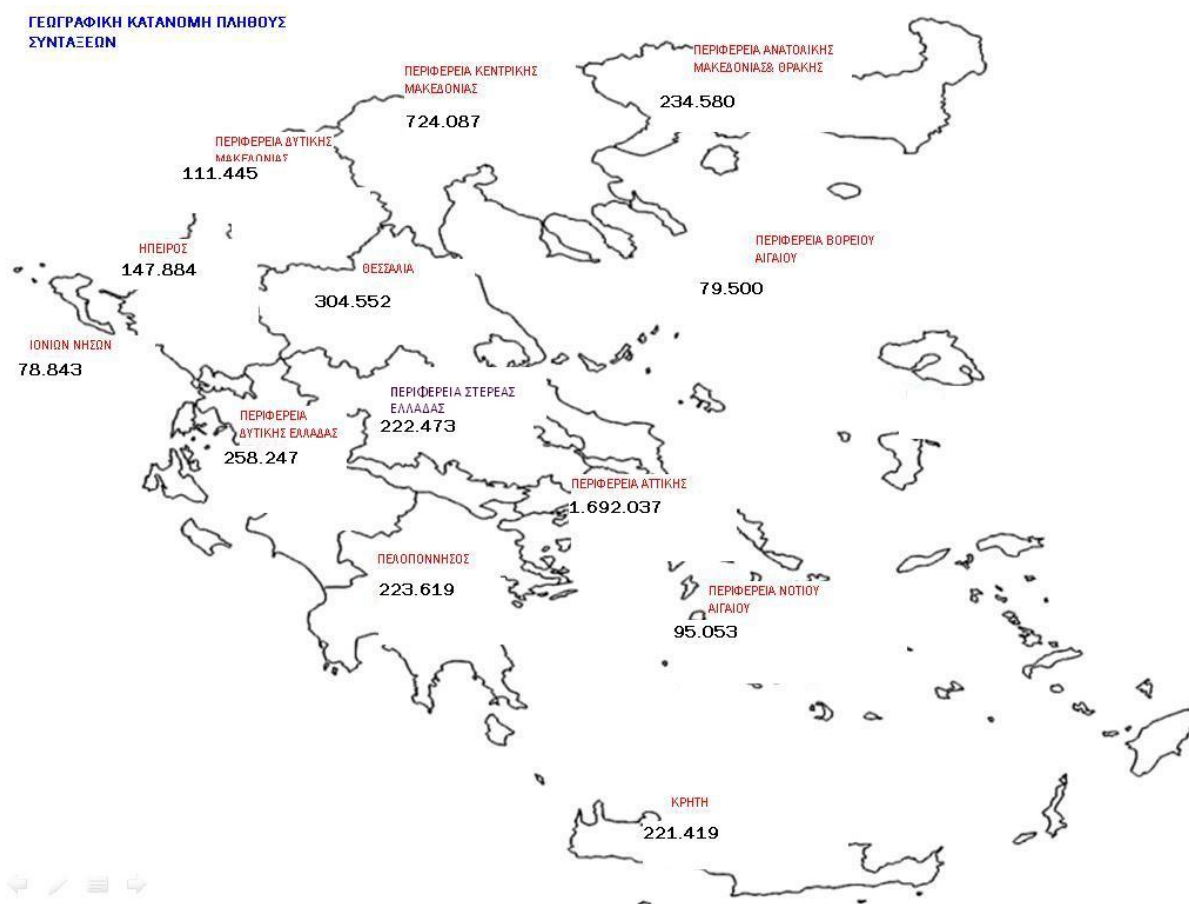 ΓΕΩΓΡΑΦΙΚΗ ΚΑΤΑΝΟΜΗ ΠΛΗΘΟΥΣ
ΣΥΝΤΑΞΕΩΝ
ΠΕΡΙΦΕΡΕΙΑ ΑΝΑΤΟΛΙΚΗΣ
ΜΑΚΕΔΟΝΙΑΣ& ΘΡΑΚΗΣ
234.580
ΠΕΡΙΦΕΡΕΙΑ ΚΕΝΤΡΙΚΗΣ
ΜΑΚΕΔΟΝΙΑΣ
724.087
ΠΕΡΙΦΕΡΕΙΑ ΔΥΤΙΚΗΣ
ΜΑΚΕΔΟΝΙΑΣ
111.445
ΗΠΕΙΡΟΣ
147.884
ΘΕΣΣΑΛΙΑ
304.552
ΠΕΡΙΦΕΡΕΙΑ ΒΟΡΕΙΟΥ
ΑΙΓΑΙΟΥ
79.500
ΙΟΝΙΩΝ ΝΗΣΩΝ
78.843
ΠΕΡΙΦΕΡΕΙΑ ΣΤΕΡΕΑΣ
ΕΛΛΑΔΑΣ
222.473
ΠΕΡΙΦΕΡΕΙΑ
ΔΥΤΙΚΗΣ ΕΛΛΑΔΑΣ
258.247
ΠΕΡΙΦΕΡΕΙΑ ΑΤΤΙΚΗΣ
1.692.037
ΠΕΛΟΠΟΝΝΗΣΟΣ
223.619
ΠΕΡΙΦΕΡΕΙΑ ΝΟΤΙΟΥ
ΑΙΓΑΙΟΥ
95.053
ΚΡΗΤΗ
221.419